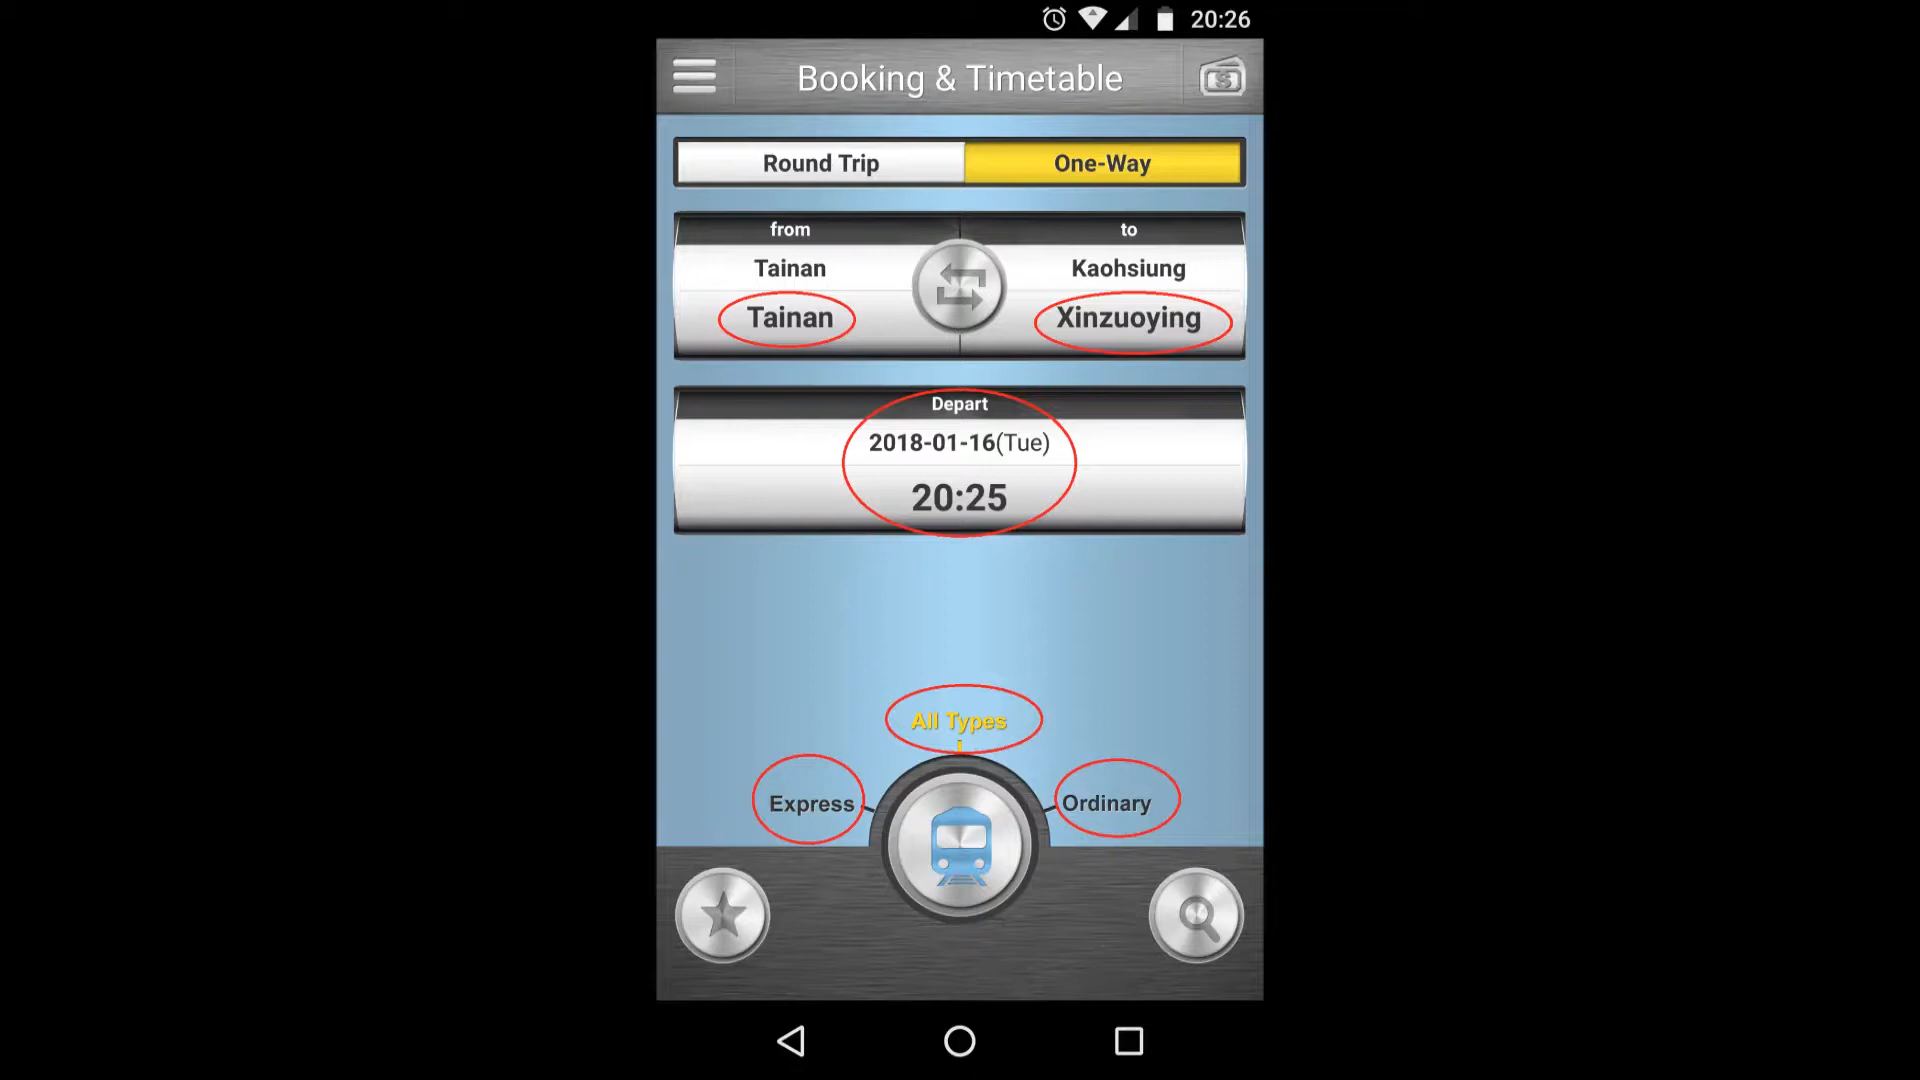 20:26
Booking & Timetable
Round Trip
One-Way
from
to
Tainan
Kaohsiung
Tainan
Xinzuoying
Depart
2018-01-16(Tue)
20:25
All Types
Express
Ordinary